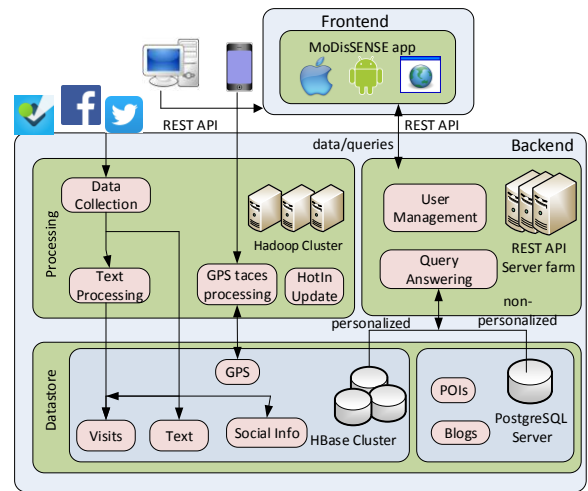 Frontend
MoDisSENSE app
REST API
REST API
data/queries
Backend
Processing
Data
Collection
Text
Processing
GPS taces
processing
HotIn
Update
Hadoop Cluster
User
Management
Query
Answering
REST API
Server farm
personalized
non-
personalized
Datastore
GPS
Visits
Text
Social Info
HBase Cluster
POIs
Blogs
PostgreSQL
Server